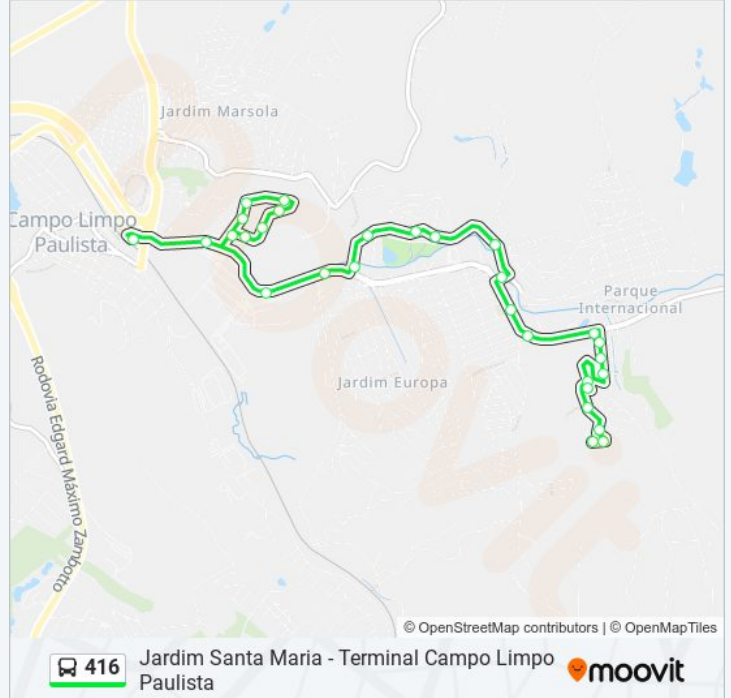 Jardim Marsola
Campo Limpo
Paulista
Parque
Internacional
Jardim Europa
Rodovia Edgard Máximo Zambotto
© OpenStreetMap contributors | © OpenMapTiles
416
Jardim Santa Maria - Terminal Campo Limpo
Paulista
moovit